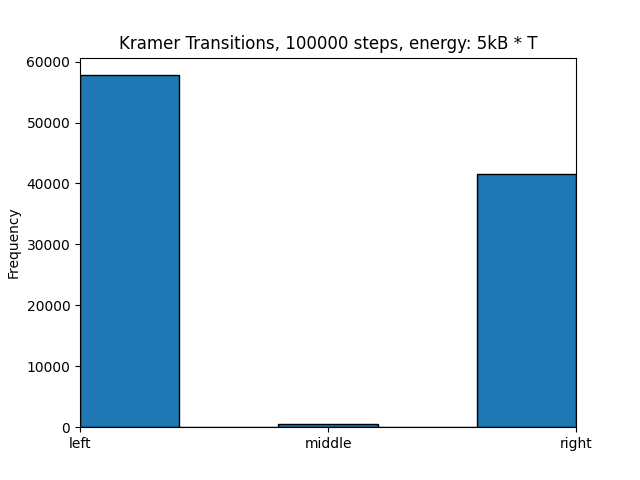 Kramer Transitions, 100000 steps, energy: 5kB * T
60000
50000
40000
30000
20000
10000
0
Frequency
left
middle
right